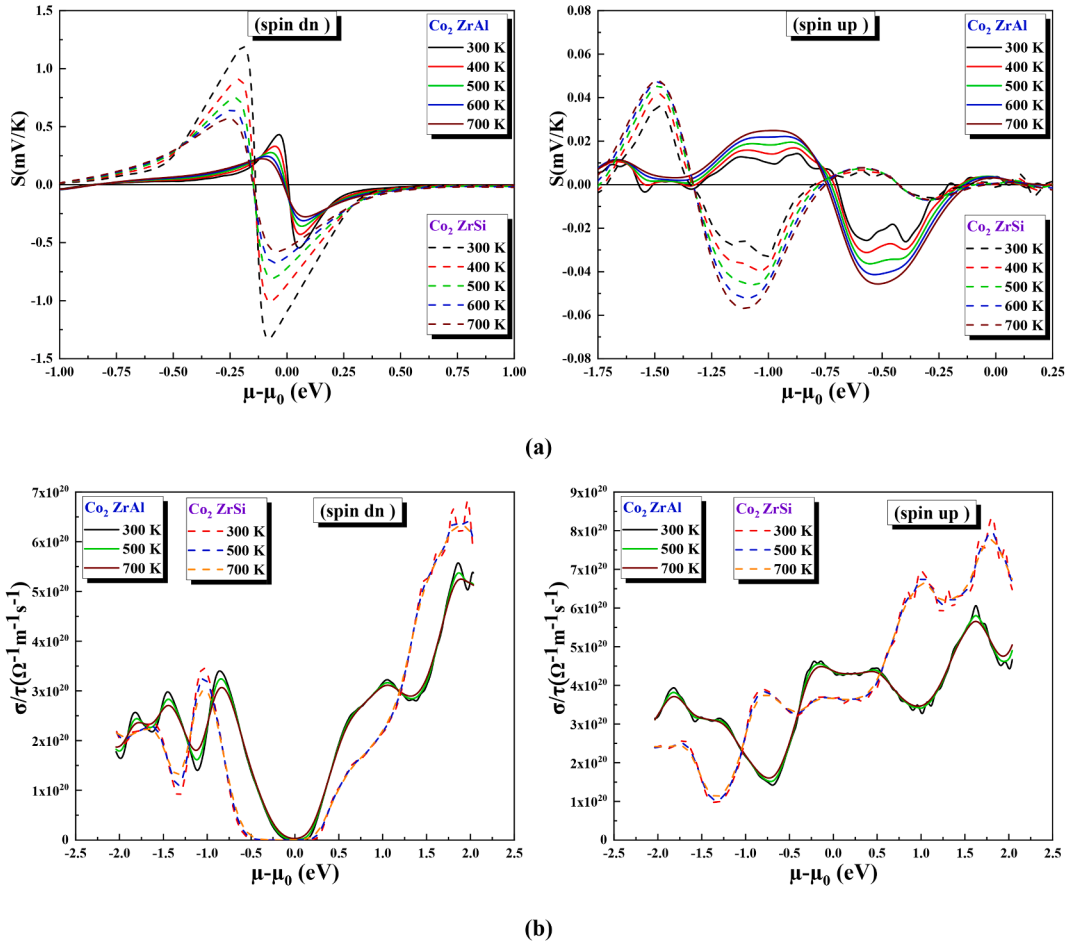 (spin dn )
Co2 ZrAl
300 K
400 K
500 K
600 K
700 K
Co2 ZrSi
300 K
400 K
500 K
600 K
700 K
S(mV/K)
1.5
1.0
0.5
0.0
-0.5
-1.0
-1.5
-1.00 -0.75 -0.50 -0.25 0.00 0.25 0.50 0.75 1.00
μ-μ0 (eV)
(spin up )
Co2 ZrAl
300 K
400 K
500 K
600 K
700 K
Co2 ZrSi
300 K
400 K
500 K
600 K
700 K
S(mV/K)
0.08
0.06
0.04
0.02
0.00
-0.02
-0.04
-0.06
-0.08
-1.75 -1.50 -1.25 -1.00 -0.75 -0.50 -0.25 0.00 0.25
μ-μ0 (eV)
(a)
Co2 ZrAl
300 K
500 K
700 K
Co2 ZrSi
300 K
500 K
700 K
(spin dn )
σ/τ(Ω-1m-1s-1)
7x10^20
6x10^20
5x10^20
4x10^20
3x10^20
2x10^20
1x10^20
0
-2.5 -2.0 -1.5 -1.0 -0.5 0.0 0.5 1.0 1.5 2.0 2.5
μ-μ0 (eV)
Co2 ZrAl
300 K
500 K
700 K
Co2 ZrSi
300 K
500 K
700 K
(spin up )
σ/τ(Ω-1m-1s-1)
9x10^20
8x10^20
7x10^20
6x10^20
5x10^20
4x10^20
3x10^20
2x10^20
1x10^20
0
-2.5 -2.0 -1.5 -1.0 -0.5 0.0 0.5 1.0 1.5 2.0 2.5
μ-μ0 (eV)
(b)